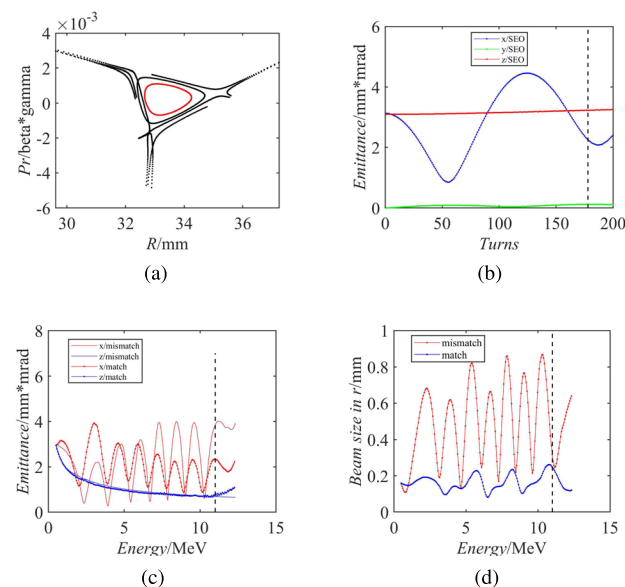 ×10⁻³
4
2
0
-2
-4
-6
Pr/beta*gamma
30 32 34 36
R/mm
(a)
x/SEO
y/SEO
z/SEO
6
4
2
0
Emittance/mm*mrad
0 50 100 150 200
Turns
(b)
x/mismatch
z/mismatch
x/match
z/match
8
6
4
2
0
Emittance/mm*mrad
0 5 10 15
Energy/MeV
(c)
mismatch
match
1
0.8
0.6
0.4
0.2
0
Beam size in r/mm
0 5 10 15
Energy/MeV
(d)